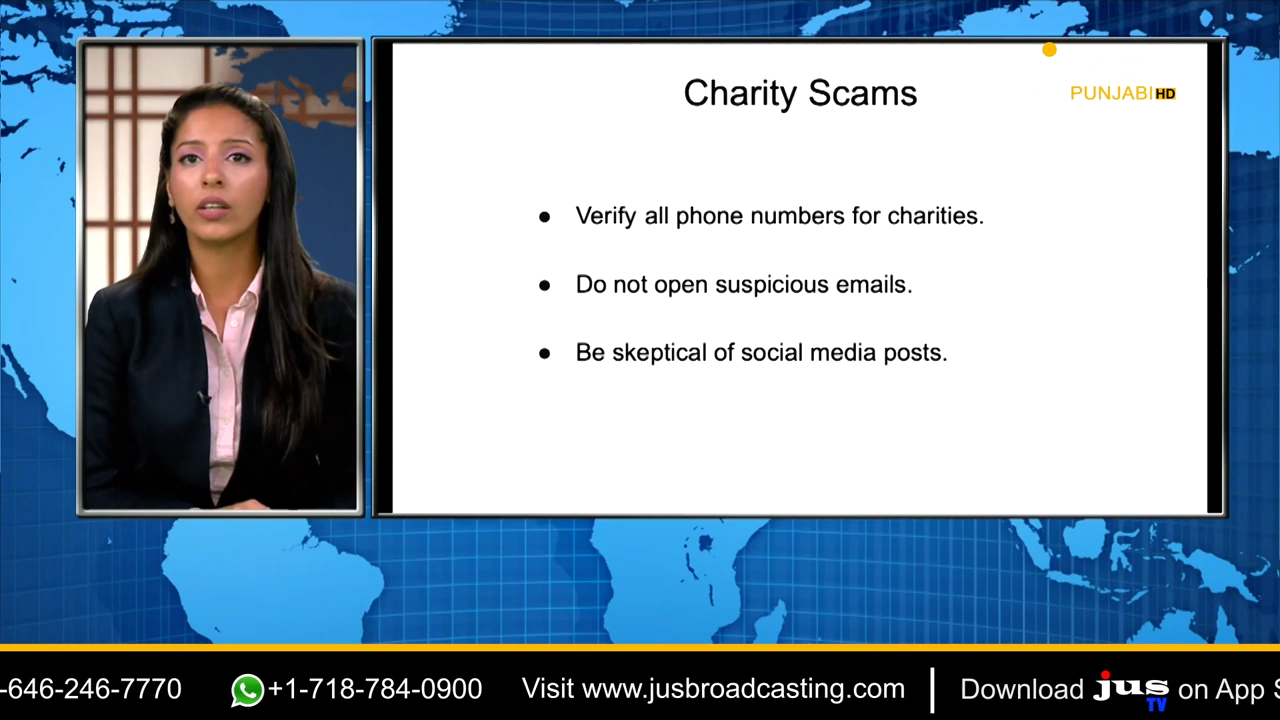 Charity Scams
PUNJABI HD
● Verify all phone numbers for charities.
● Do not open suspicious emails.
● Be skeptical of social media posts.
-646-246-7770 +1-718-784-0900 Visit www.jusbroadcasting.com | Download jus TV on App S